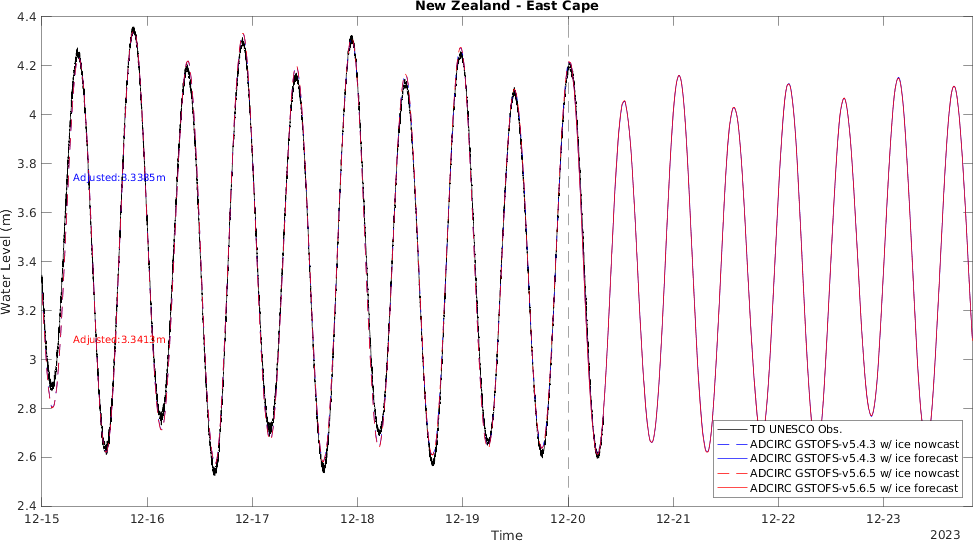 New Zealand - East Cape
4.4
4.2
4
3.8
3.6
3.4
3.2
3
2.8
2.6
2.4
Water Level (m)
Adjusted:3.3385m
Adjusted:3.3413m
TD UNESCO Obs.
ADCIRC GSTOFS-v5.4.3 w/ ice nowcast
ADCIRC GSTOFS-v5.4.3 w/ ice forecast
ADCIRC GSTOFS-v5.6.5 w/ ice nowcast
ADCIRC GSTOFS-v5.6.5 w/ ice forecast
12-15 12-16 12-17 12-18 12-19 12-20 12-21 12-22 12-23
Time
2023